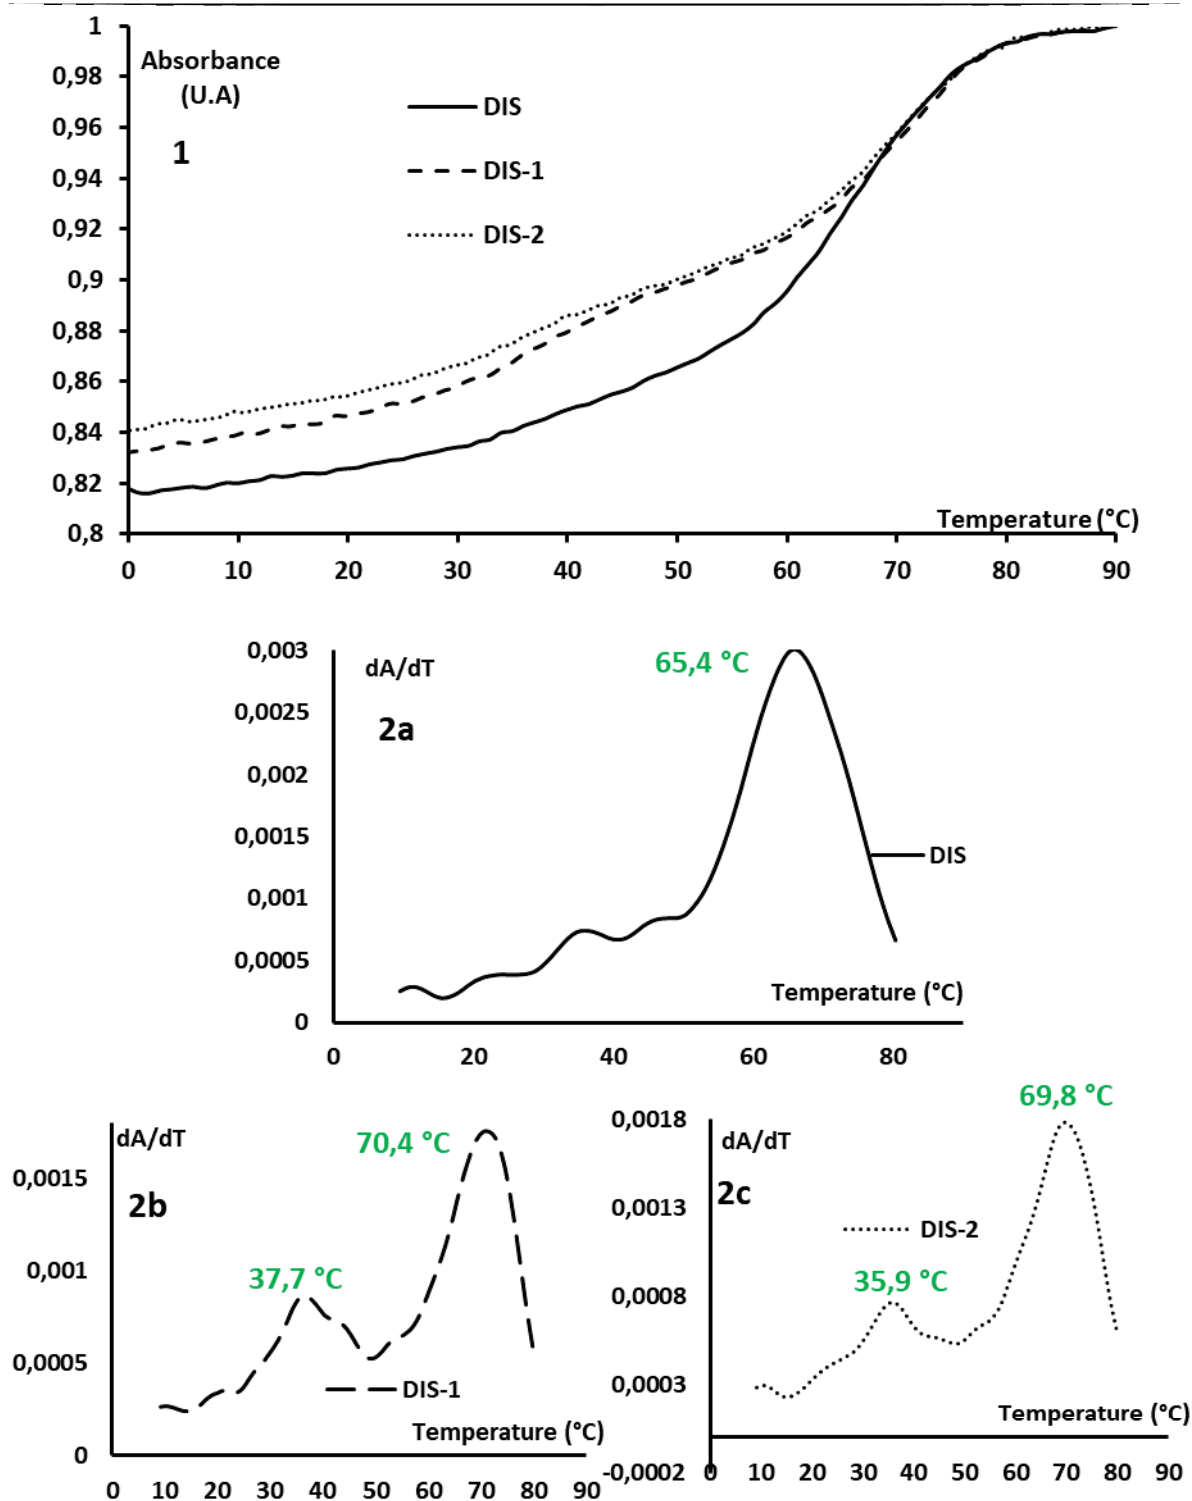 1
0,98
0,96
0,94
0,92
0,9
0,88
0,86
0,84
0,82
0,8
Absorbance
(U.A)
1
DIS
DIS-1
DIS-2
Temperature (°C)
0 10 20 30 40 50 60 70 80 90
0,003
0,0025
0,002
0,0015
0,001
0,0005
0
dA/dT
2a
65,4 °C
DIS
Temperature (°C)
0 20 40 60 80
dA/dT
2b
0,0015
0,001
0,0005
0
70,4 °C
37,7 °C
DIS-1
Temperature (°C)
0 10 20 30 40 50 60 70 80 90
0,0018
0,0013
0,0008
0,0003
-0,0002
dA/dT
2c
69,8 °C
DIS-2
35,9 °C
Temperature (°C)
0 10 20 30 40 50 60 70 80 90